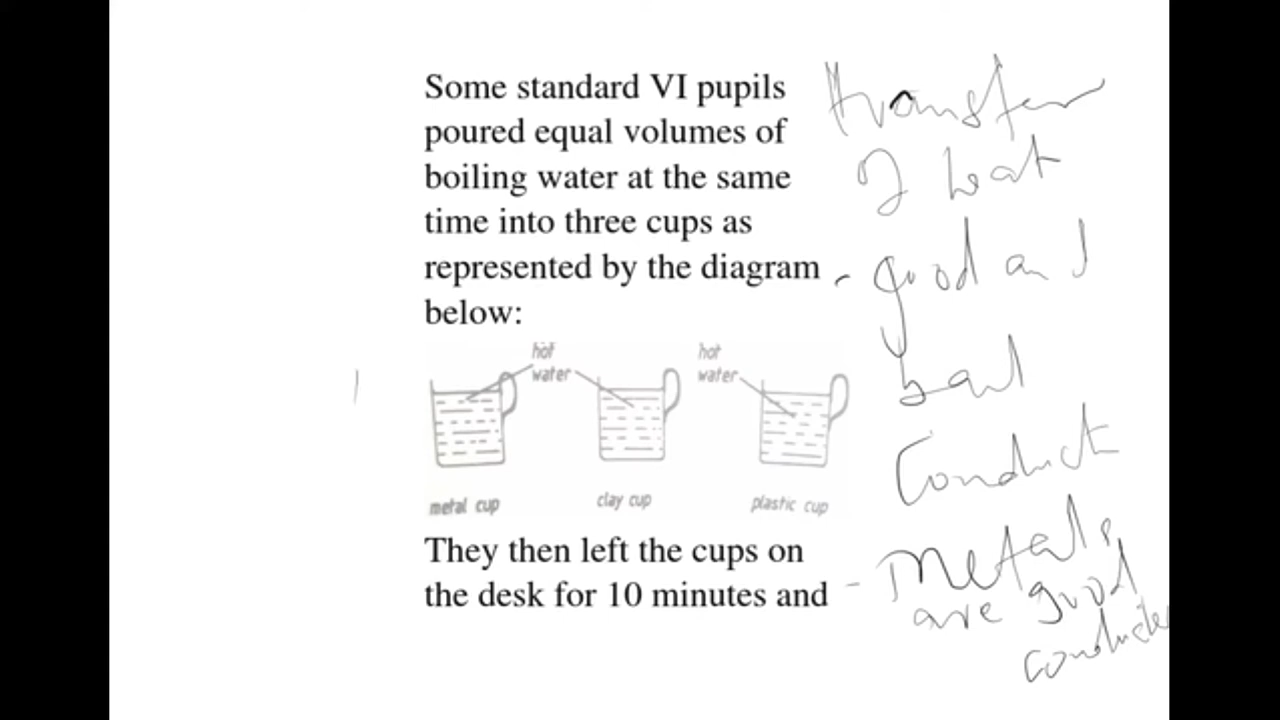 Some standard VI pupils
poured equal volumes of
boiling water at the same
time into three cups as
represented by the diagram
below:
hot
water
hot
water
metal cup
clay cup
plastic cup
They then left the cups on
the desk for 10 minutes and
transfer
of heat
- good and
bad
Conduct
- Metals
are good
conductor